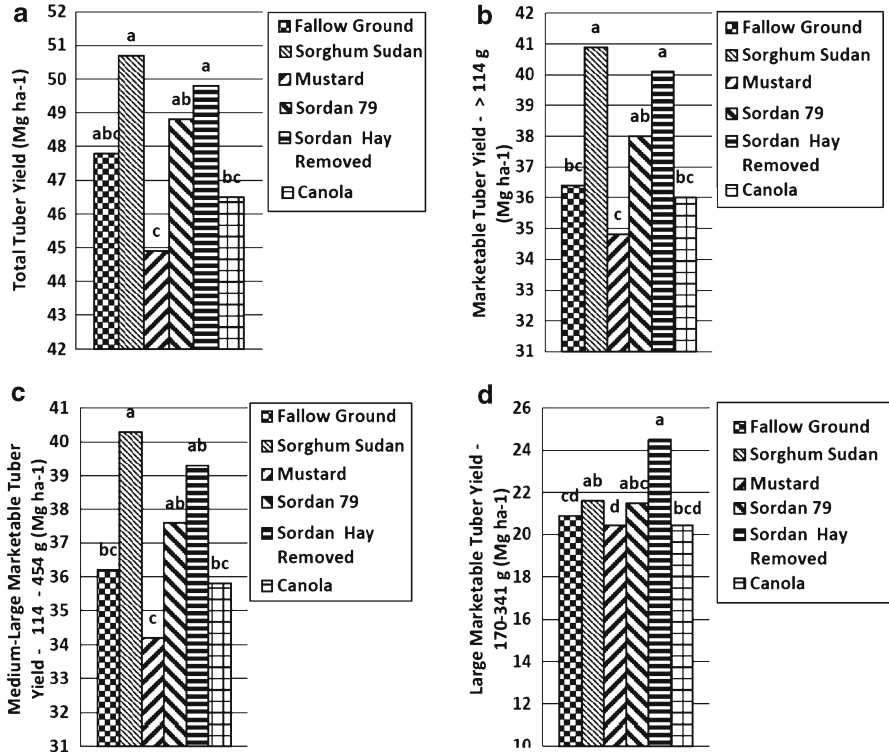 a
Total Tuber Yield (Mg ha-1)
52
51
50
49
48
47
46
45
44
43
42
abc
a
c
ab
a
bc
Fallow Ground
Sorghum Sudan
Mustard
Sordan 79
Sordan Hay
Removed
Canola
b
Marketable Tuber Yield - > 114 g
(Mg ha-1)
42
41
40
39
38
37
36
35
34
33
32
31
bc
a
c
ab
a
bc
Fallow Ground
Sorghum Sudan
Mustard
Sordan 79
Sordan Hay
Removed
Canola
c
Medium-Large Marketable Tuber
Yield - 114 - 454 g (Mg ha-1)
41
40
39
38
37
36
35
34
33
32
31
bc
a
c
ab
ab
bc
Fallow Ground
Sorghum Sudan
Mustard
Sordan 79
Sordan Hay
Removed
Canola
d
Large Marketable Tuber Yield -
170-341 g (Mg ha-1)
26
24
22
20
18
16
14
12
10
cd
ab
d
abc
a
bcd
Fallow Ground
Sorghum Sudan
Mustard
Sordan 79
Sordan Hay
Removed
Canola